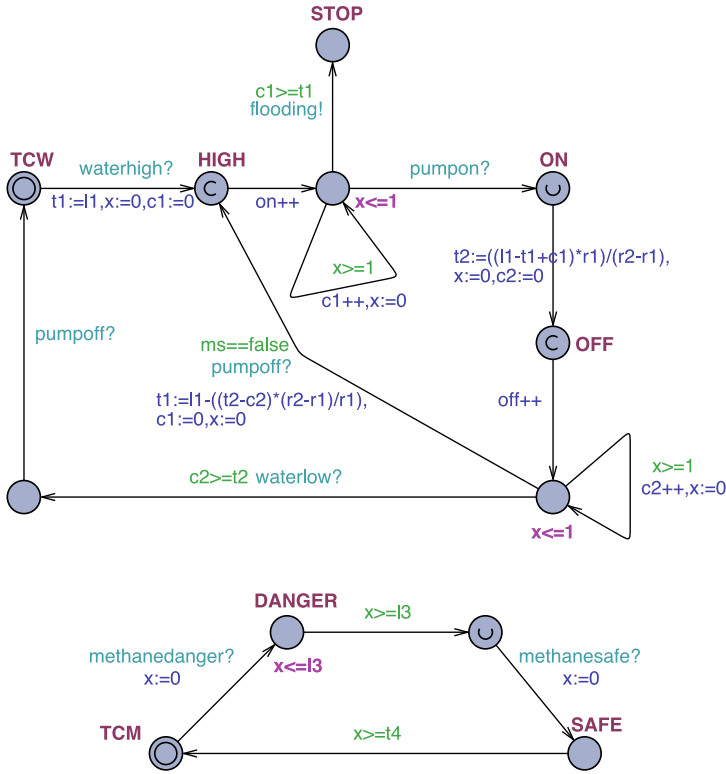 STOP
c1>=t1
flooding!
TCW
waterhigh?
HIGH
pumpon?
ON
C
U
t1:=l1,x:=0,c1:=0
on++
x<=1
x>=1
c1++,x:=0
t2:=((l1-t1+c1)*r1)/(r2-r1),
x:=0,c2:=0
pumpoff?
ms==false
pumpoff?
C
OFF
t1:=l1-((t2-c2)*(r2-r1)/r1),
c1:=0,x:=0
off++
c2>=t2 waterlow?
x>=1
c2++,x:=0
x<=1
DANGER
x>=l3
U
methanedanger?
x:=0
x<=l3
methanesafe?
x:=0
TCM
x>=t4
SAFE